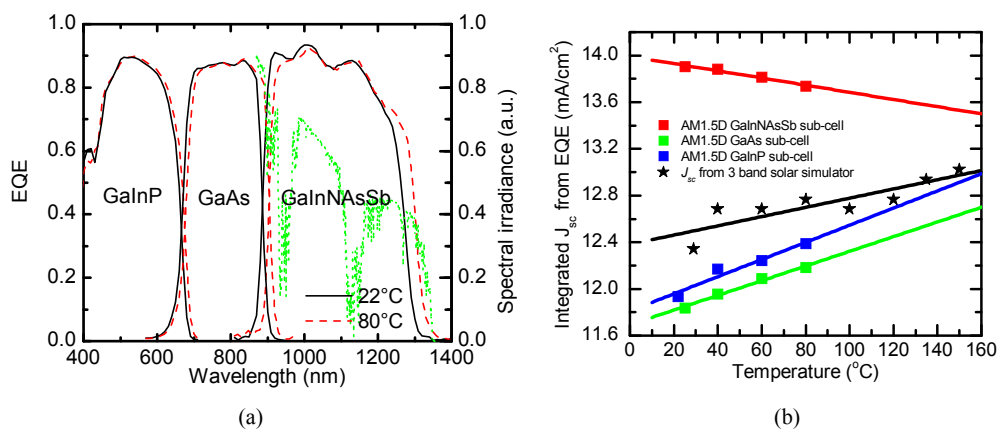 1.0
0.8
0.6
0.4
0.2
0.0
EQE
GaInP
GaAs
GaInNAsSb
22°C
80°C
400 600 800 1000 1200 1400
Wavelength (nm)
1.0
0.8
0.6
0.4
0.2
0.0
Spectral irradiance (a.u.)
(a)
14.0
13.6
13.2
12.8
12.4
12.0
11.6
Integrated J_sc from EQE (mA/cm²)
AM1.5D GaInNAsSb sub-cell
AM1.5D GaAs sub-cell
AM1.5D GaInP sub-cell
J_sc from 3 band solar simulator
0 20 40 60 80 100 120 140 160
Temperature (°C)
(b)